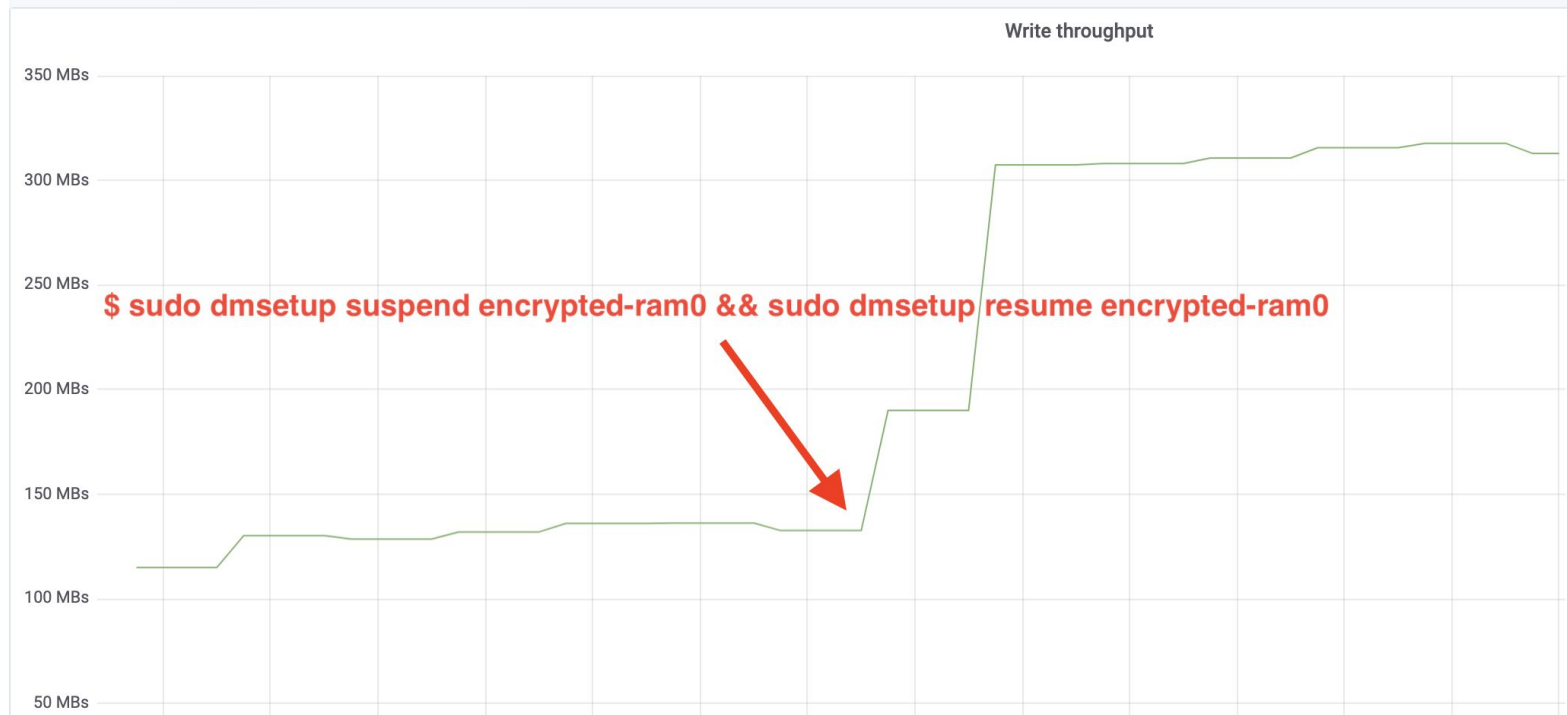 Write throughput
350 MBs
300 MBs
250 MBs
$ sudo dmsetup suspend encrypted-ram0 && sudo dmsetup resume encrypted-ram0
200 MBs
150 MBs
100 MBs
50 MBs